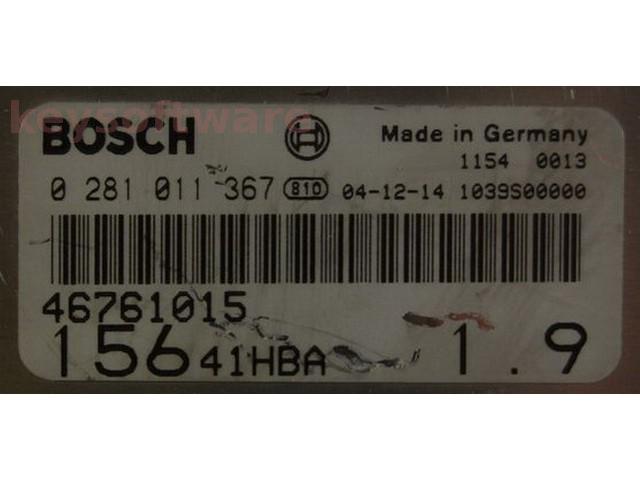 keysoftware
BOSCH Made in Germany
1154 0013
0 281 011 367 810 04-12-14 1039S00000
46761015
156 41HBA 1.9